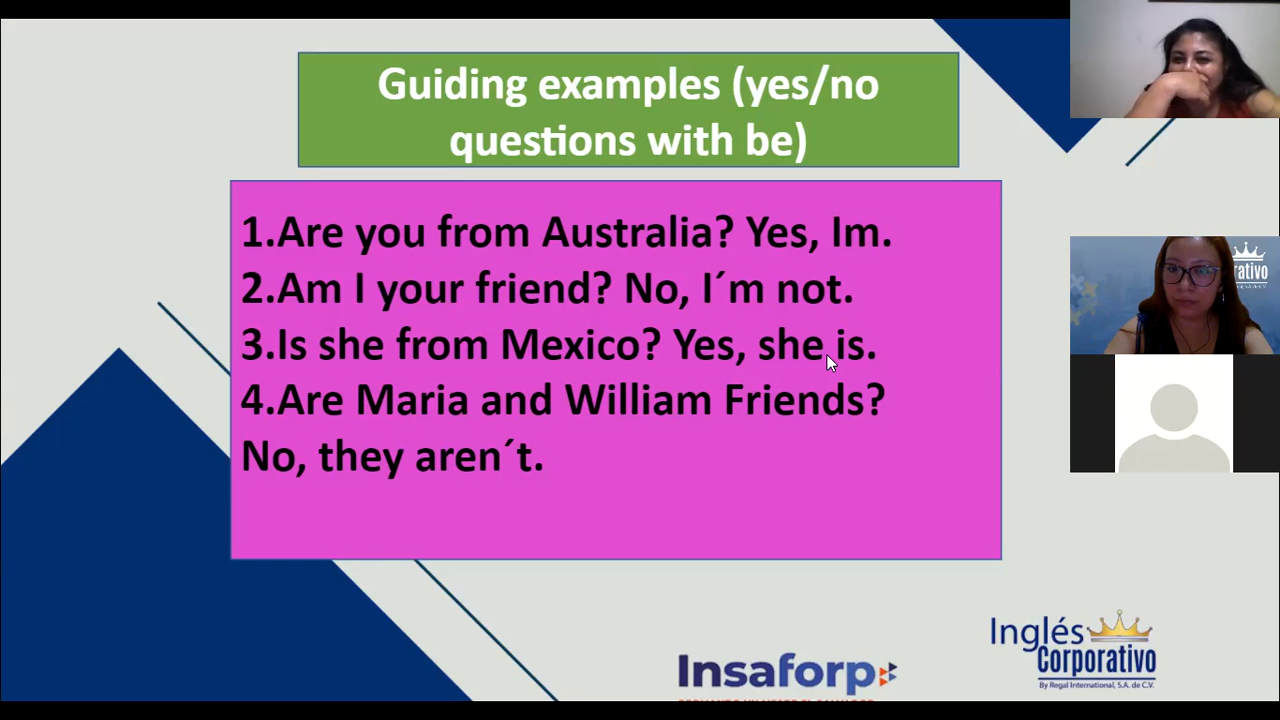 Guiding examples (yes/no
questions with be)
1.Are you from Australia? Yes, Im.
2.Am I your friend? No, I´m not.
3.Is she from Mexico? Yes, she is.
4.Are Maria and William Friends?
No, they aren´t.
rativo
Insaforp
Inglés
Corporativo
By Regal International, S.A. de C.V.